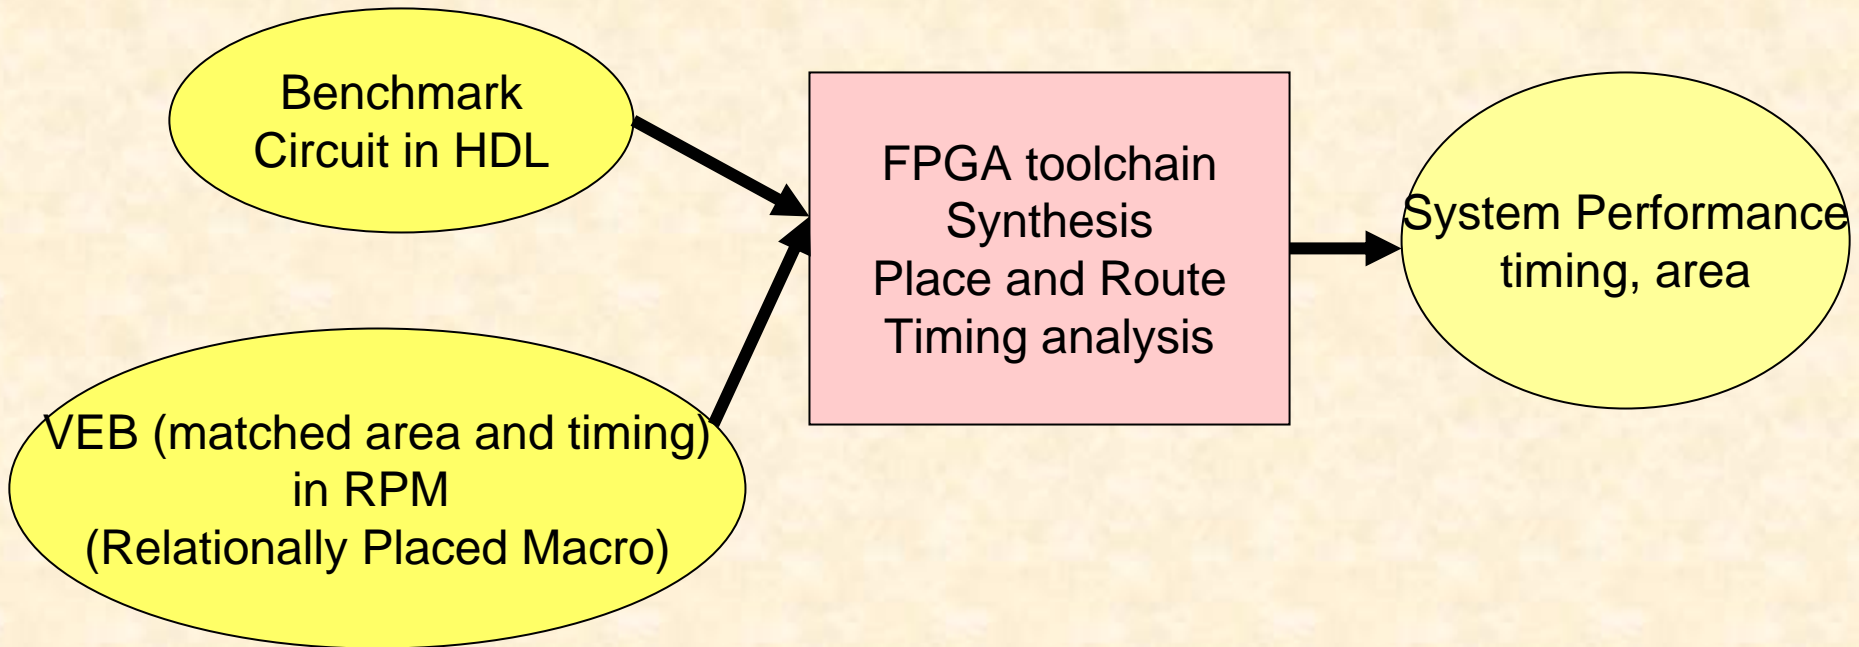 Benchmark
Circuit in HDL
FPGA toolchain
Synthesis
Place and Route
Timing analysis
System Performance
timing, area
VEB (matched area and timing)
in RPM
(Relationally Placed Macro)